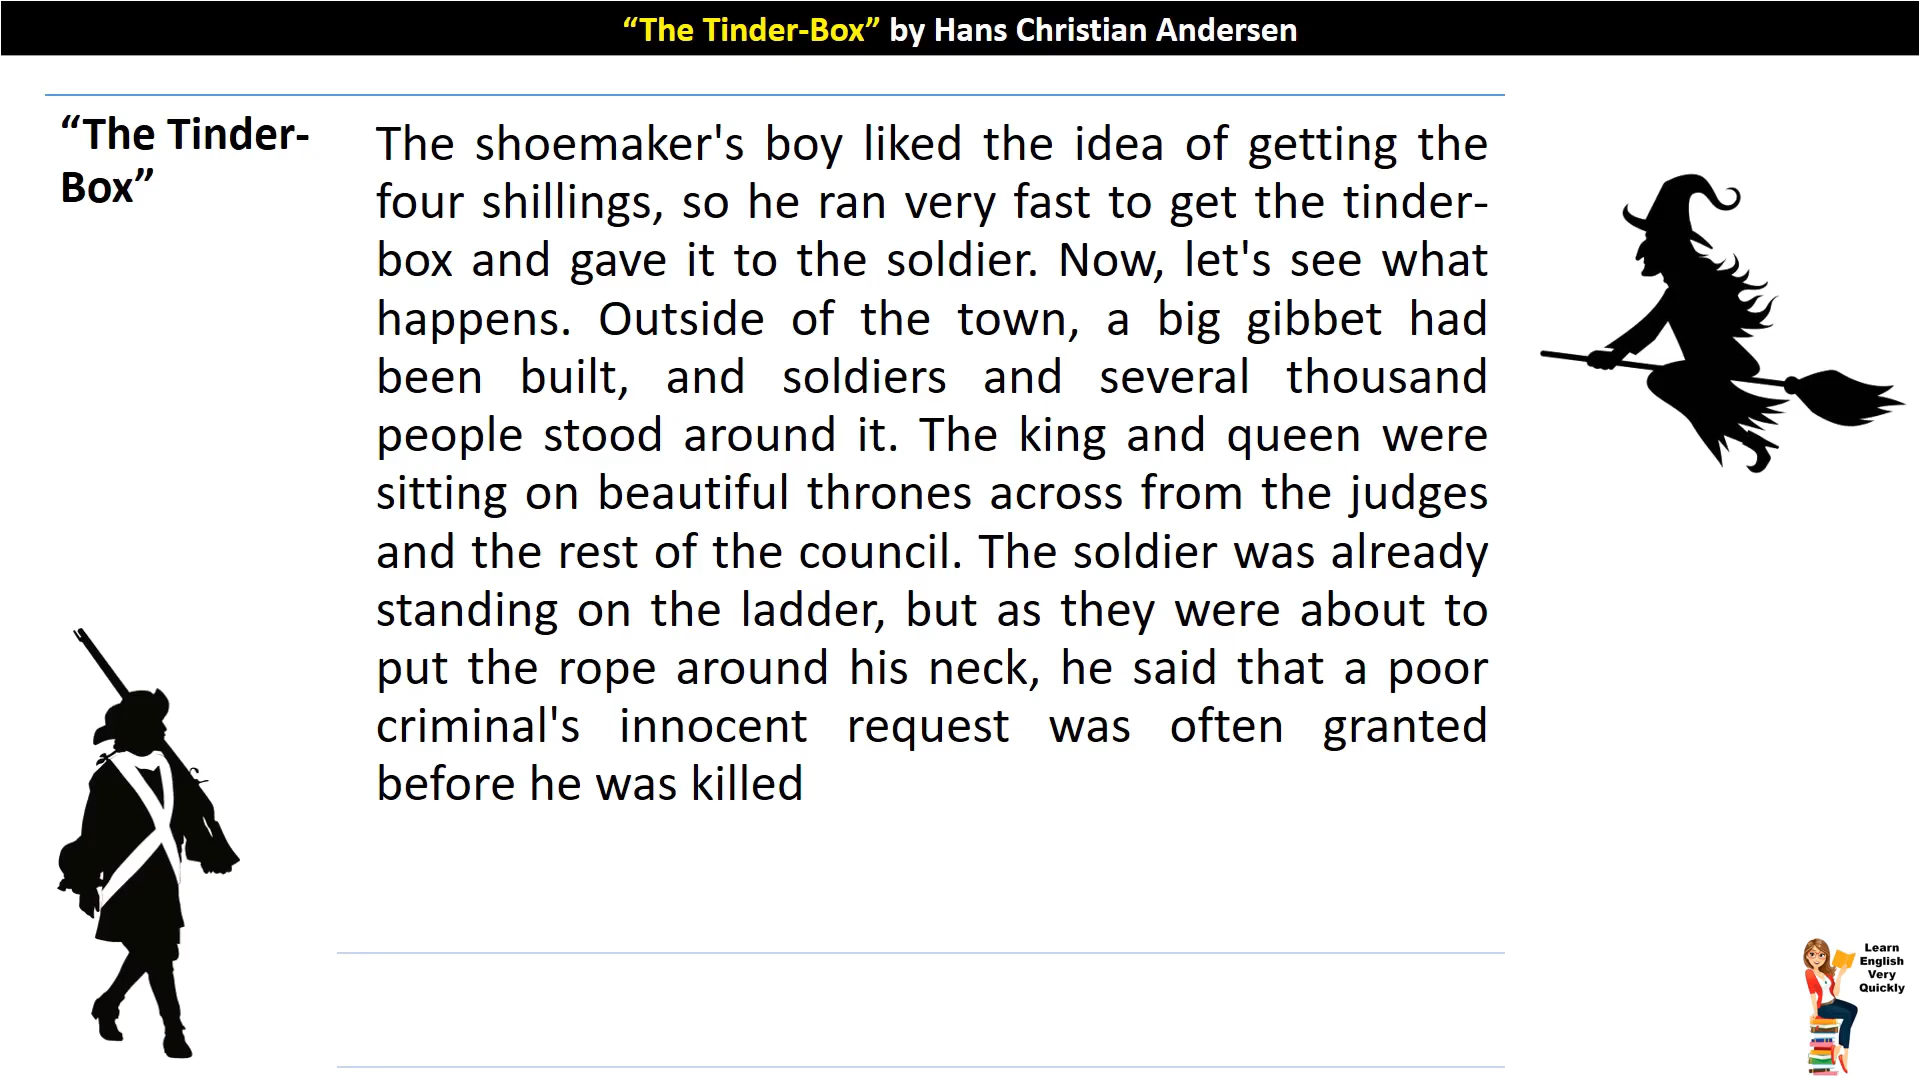 “The Tinder-Box” by Hans Christian Andersen
“The Tinder-
Box”
The shoemaker's boy liked the idea of getting the
four shillings, so he ran very fast to get the tinder-
box and gave it to the soldier. Now, let's see what
happens. Outside of the town, a big gibbet had
been built, and soldiers and several thousand
people stood around it. The king and queen were
sitting on beautiful thrones across from the judges
and the rest of the council. The soldier was already
standing on the ladder, but as they were about to
put the rope around his neck, he said that a poor
criminal's innocent request was often granted
before he was killed
Learn
English
Very
Quickly